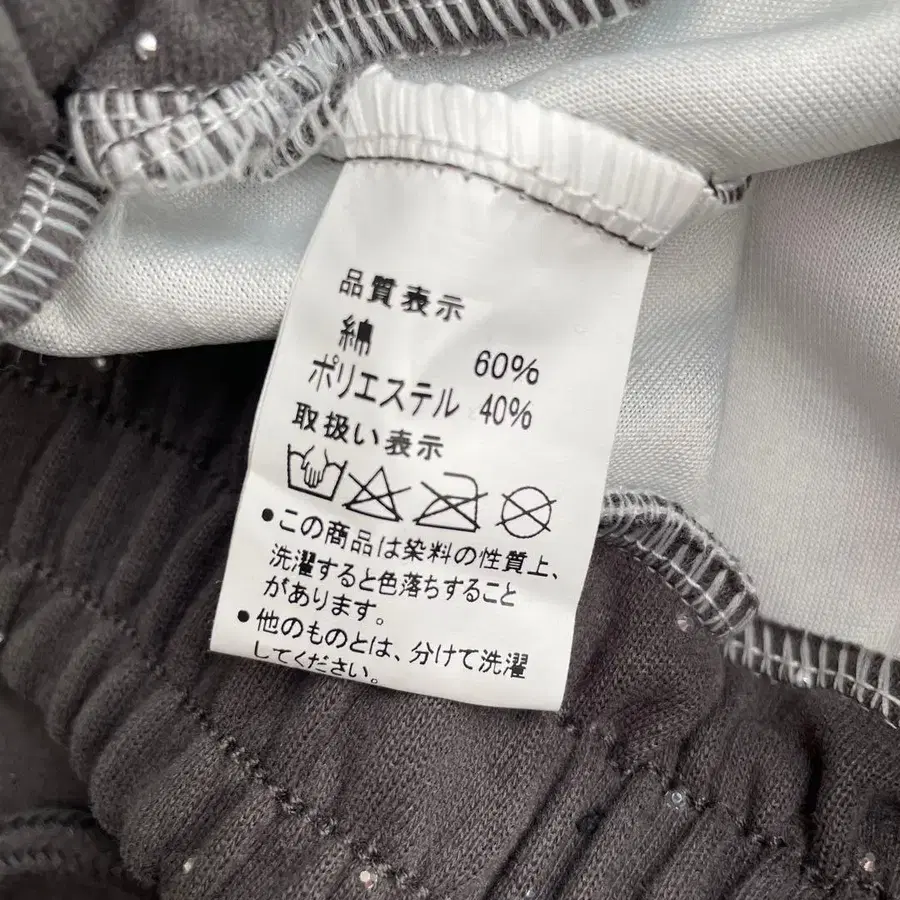 品質表示
綿 60%
ポリエステル 40%
取扱い表示
●この商品は染料の性質上、
洗濯すると色落ちすること
があります。
●他のものとは、分けて洗濯
してください。